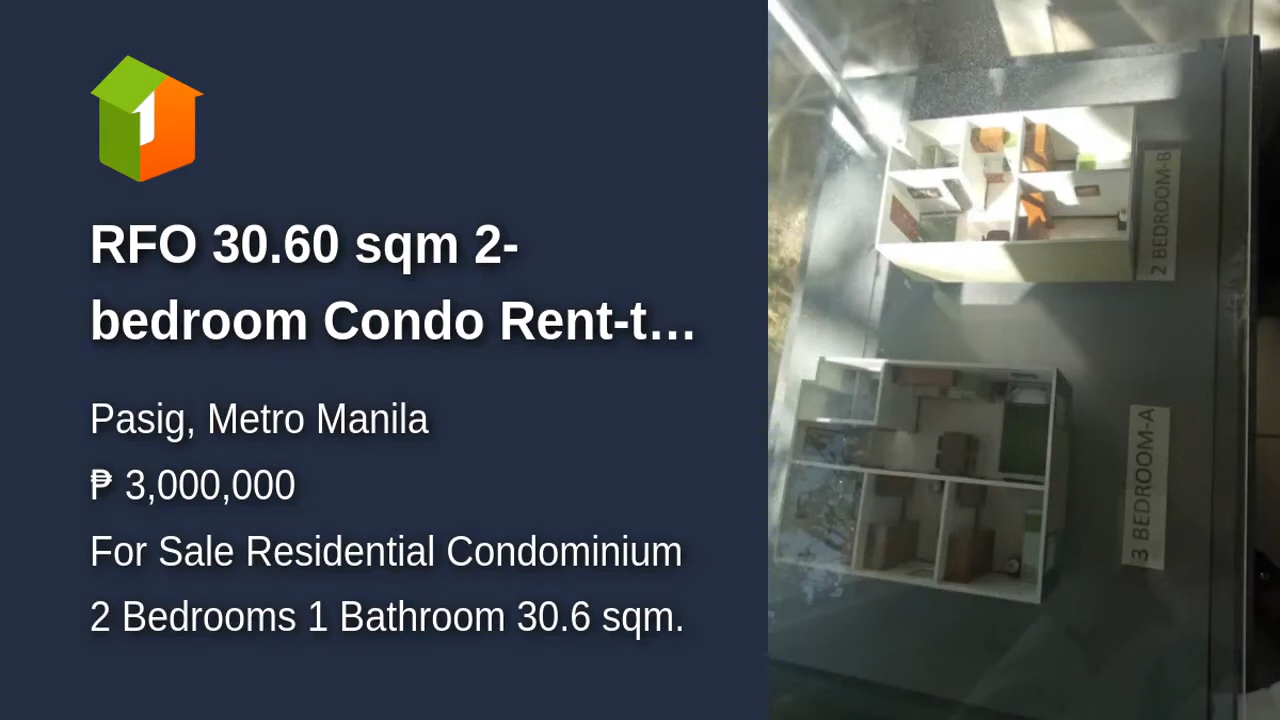 RFO 30.60 sqm 2-
bedroom Condo Rent-t…
Pasig, Metro Manila
₱ 3,000,000
For Sale Residential Condominium
2 Bedrooms 1 Bathroom 30.6 sqm.
2 BEDROOM-B
3 BEDROOM-A